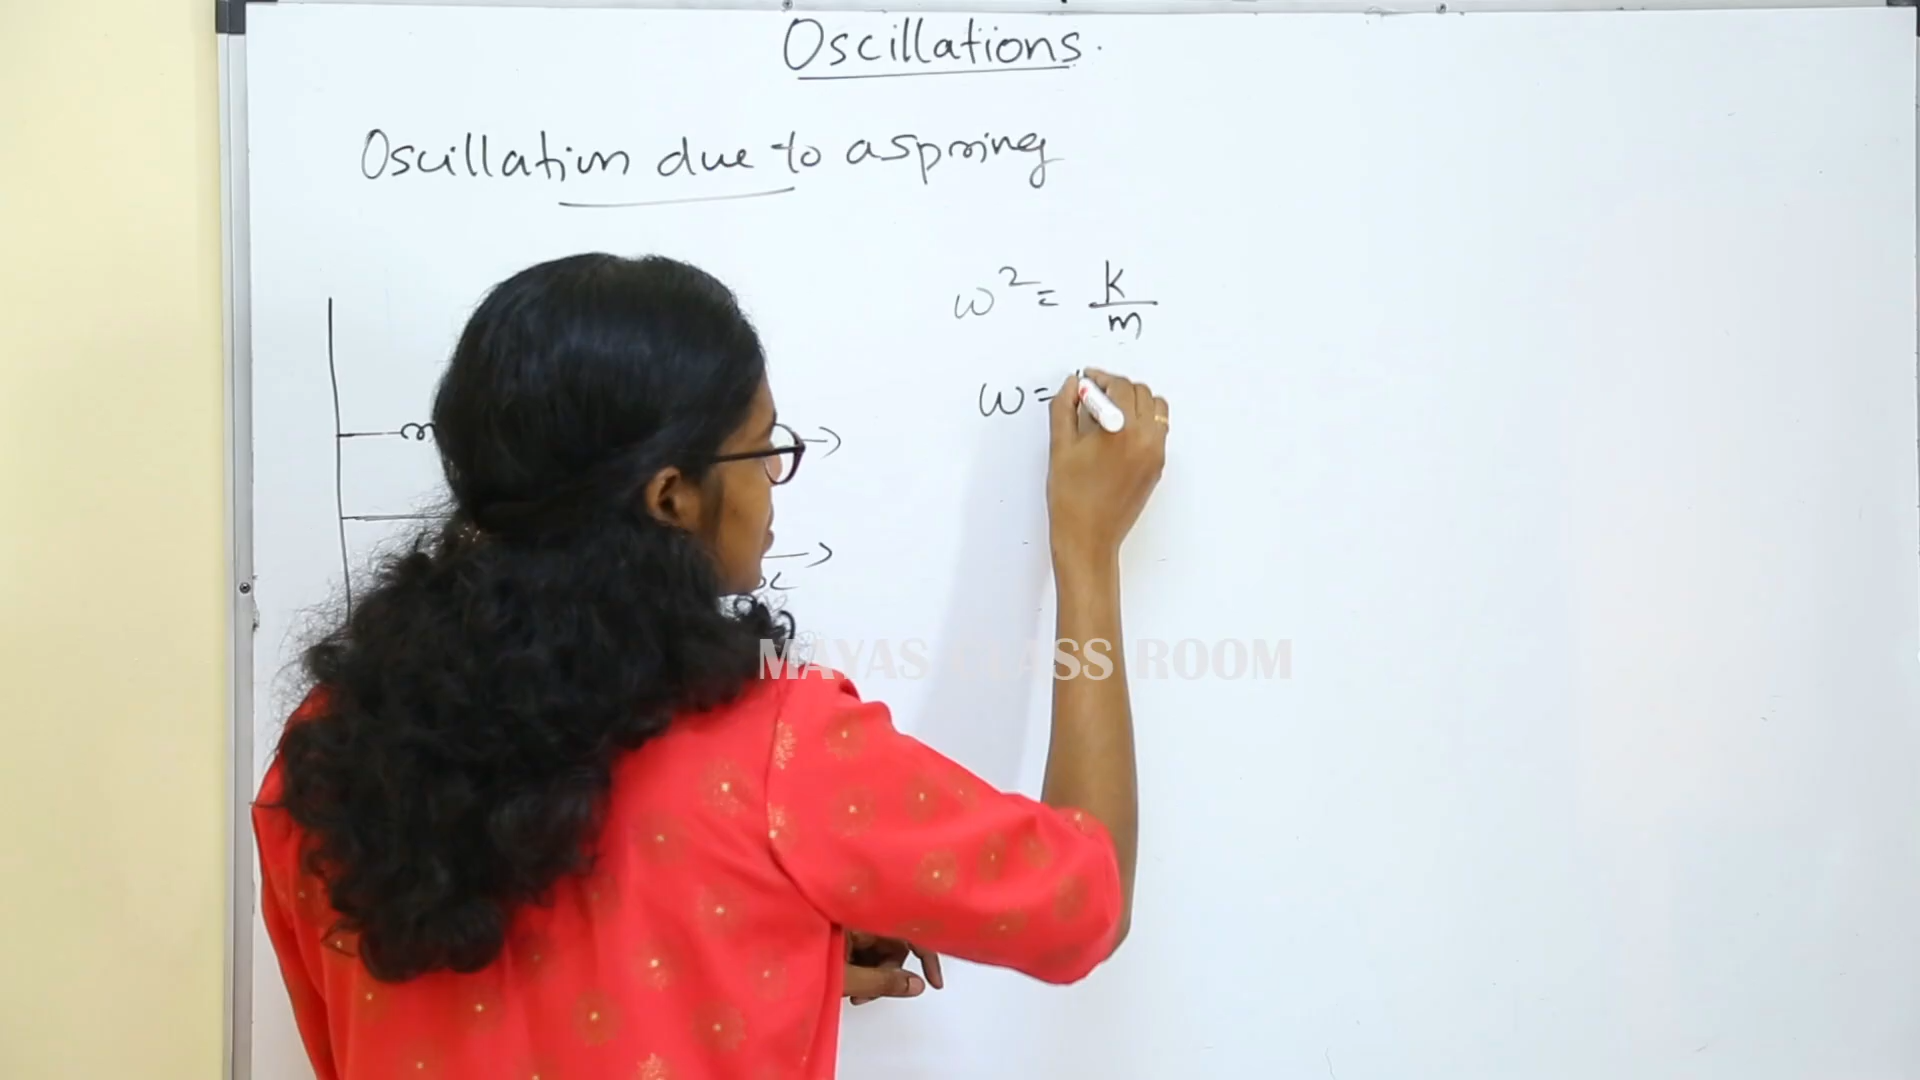 Oscillations.
Oscillation due to a spring
ω² = k/m
ω =
x
MAYAS CLASS ROOM